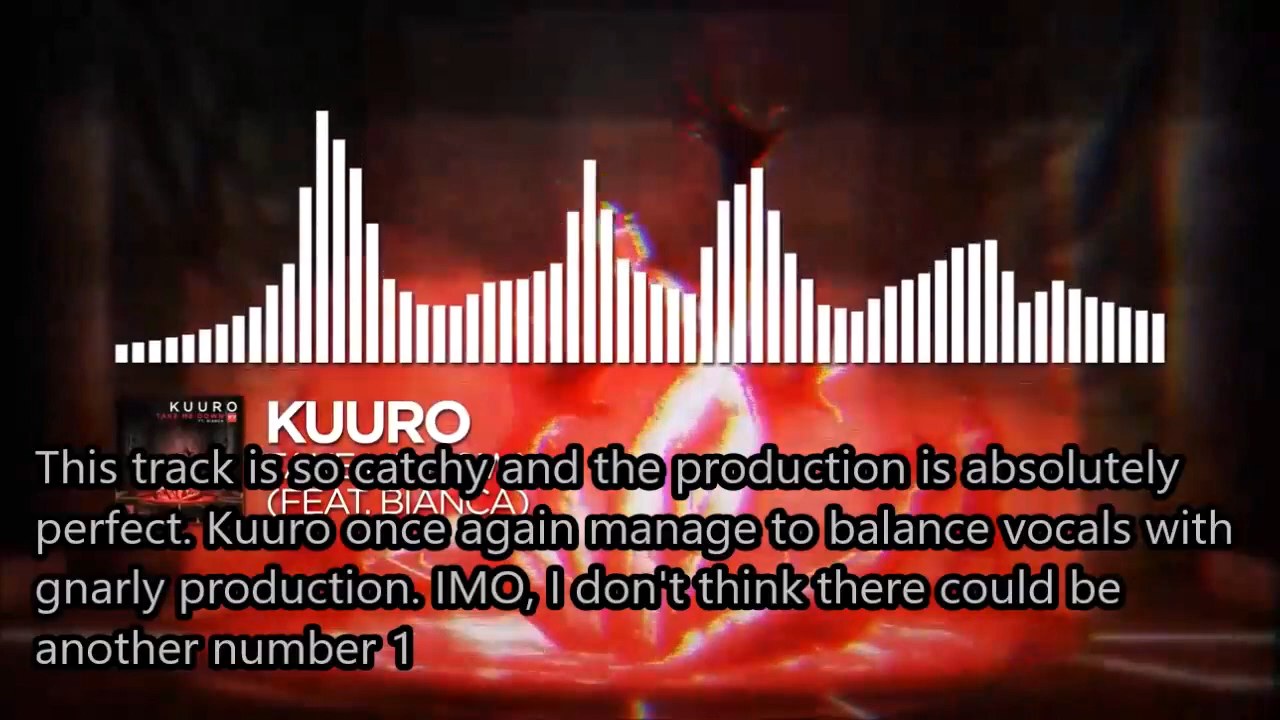 KUURO
TAKE ME DOWN
KUURO
(FEAT. BIANCA)
This track is so catchy and the production is absolutely
perfect. Kuuro once again manage to balance vocals with
gnarly production. IMO, I don't think there could be
another number 1